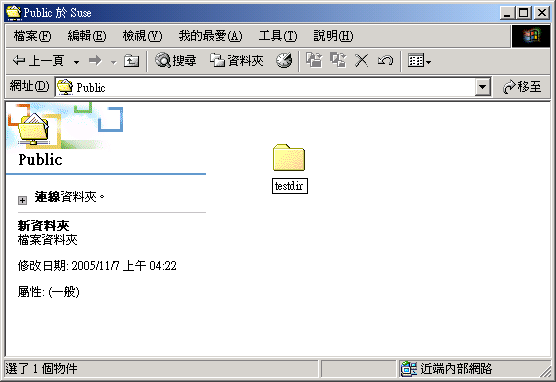 Public 於 Suse
檔案(F) 編輯(E) 檢視(V) 我的最愛(A) 工具(T) 說明(H)
上一頁 搜尋 資料夾
網址(D) Public 移至
Public
連線資料夾。
新資料夾
檔案資料夾
修改日期: 2005/11/7 上午 04:22
屬性: (一般)
testdir
選了 1 個物件 近端內部網路